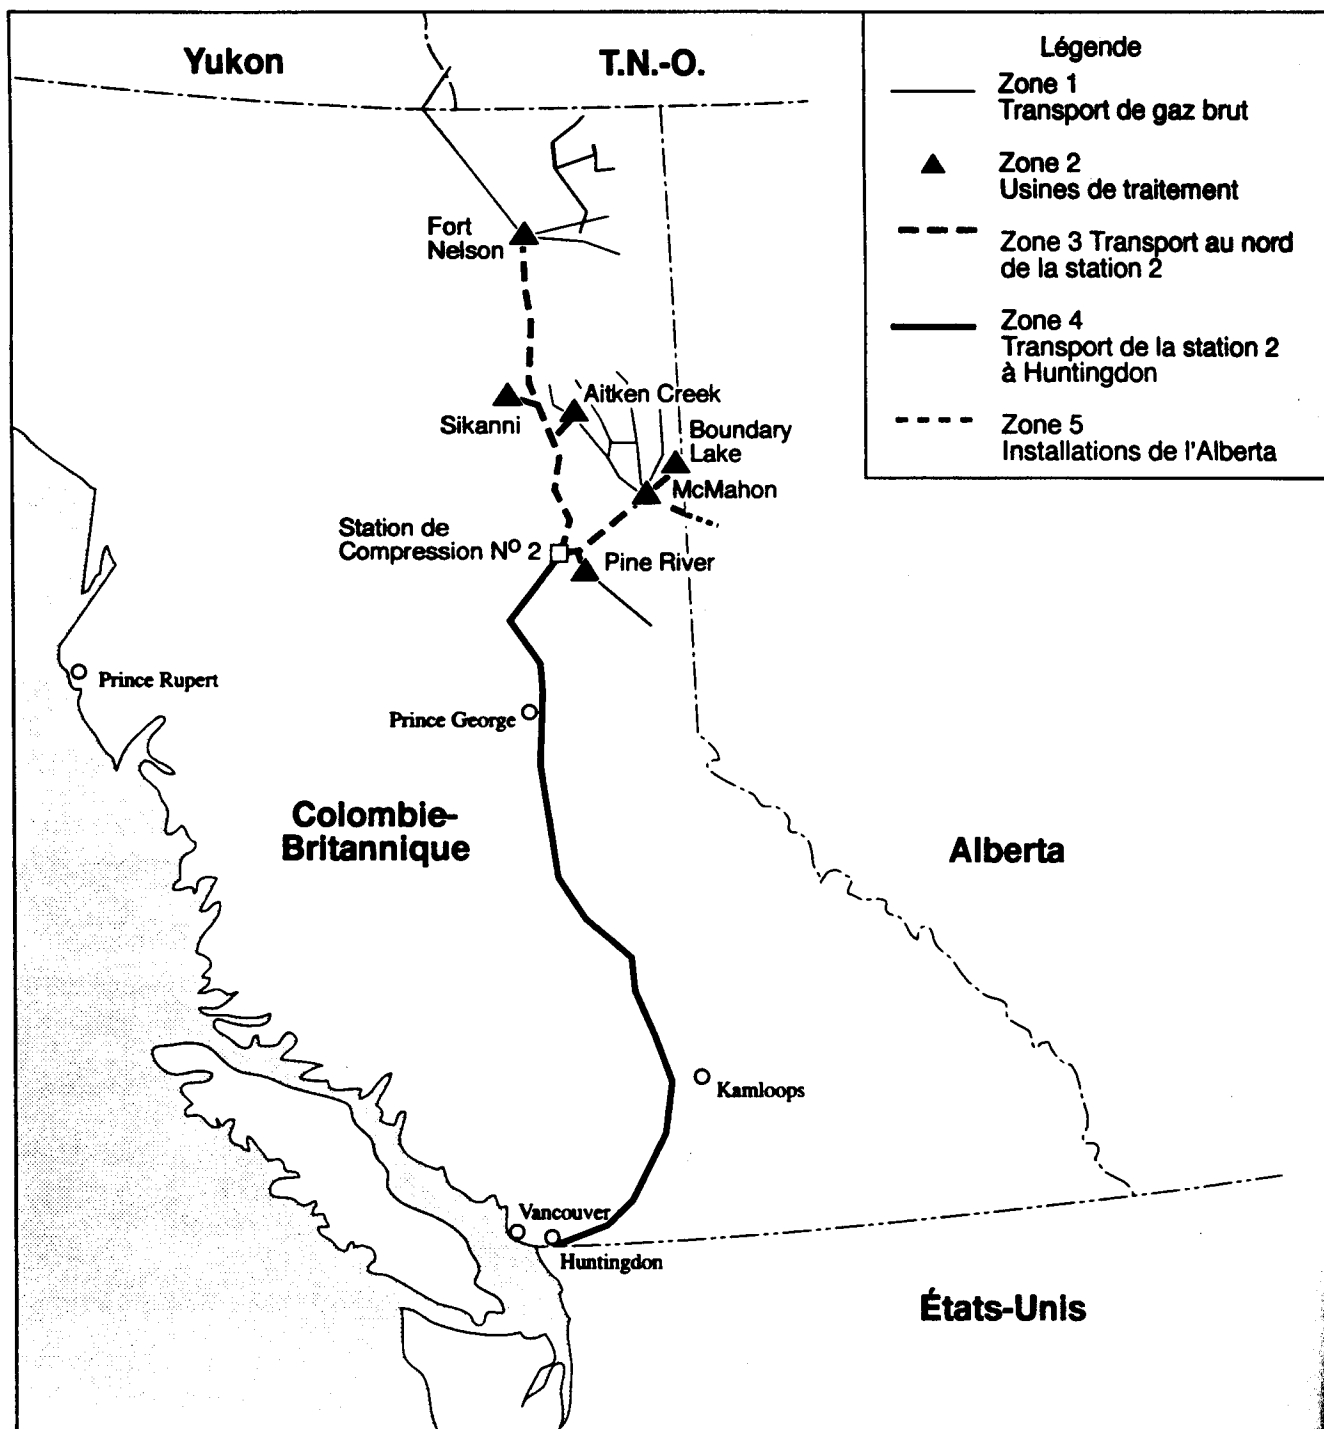 Yukon
T.N.-O.
Légende
Zone 1
Transport de gaz brut
Zone 2
Usines de traitement
Zone 3 Transport au nord
de la station 2
Zone 4
Transport de la station 2
à Huntingdon
Zone 5
Installations de l'Alberta
Fort
Nelson
Sikanni
Aitken Creek
Boundary
Lake
McMahon
Station de
Compression Nº 2
Pine River
Prince Rupert
Prince George
Colombie-
Britannique
Alberta
Kamloops
Vancouver
Huntingdon
États-Unis